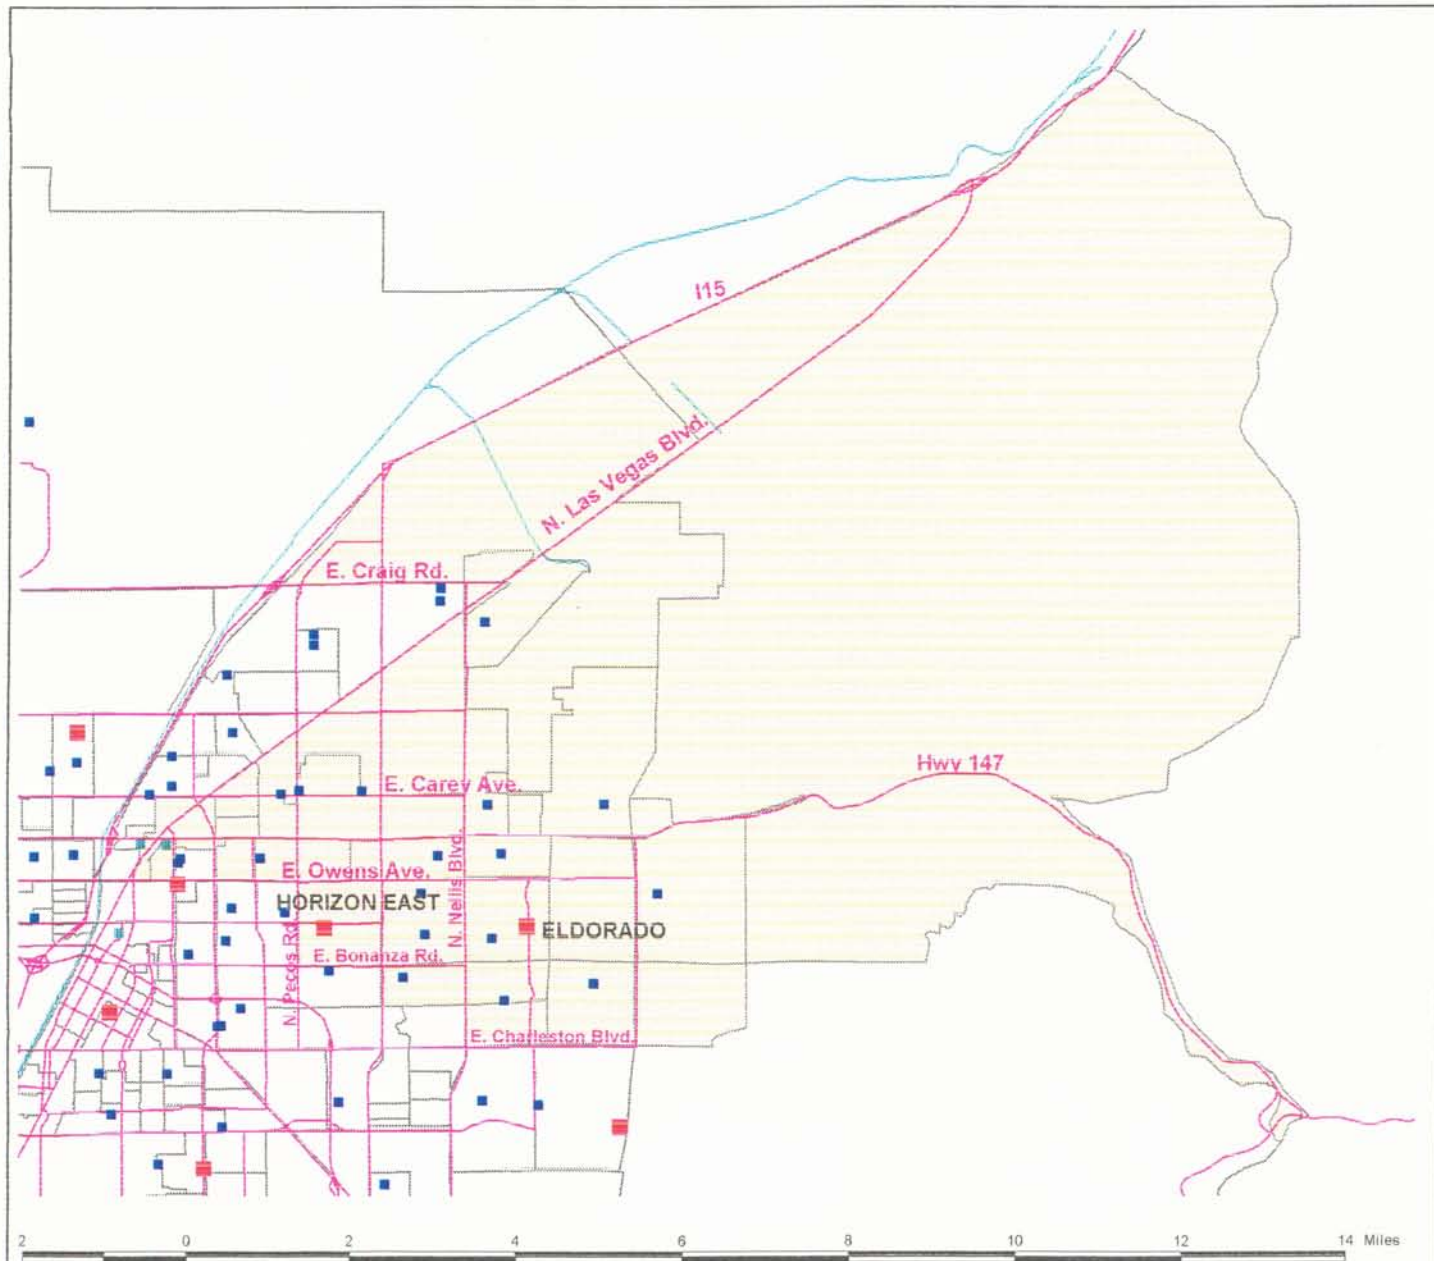 I15
N. Las Vegas Blvd.
E. Craig Rd.
Hwy 147
E. Carey Ave.
N. Nellis Blvd.
E. Owens Ave.
HORIZON EAST
ELDORADO
N. Pecos Rd.
E. Bonanza Rd.
E. Charleston Blvd.
2 0 2 4 6 8 10 12 14 Miles